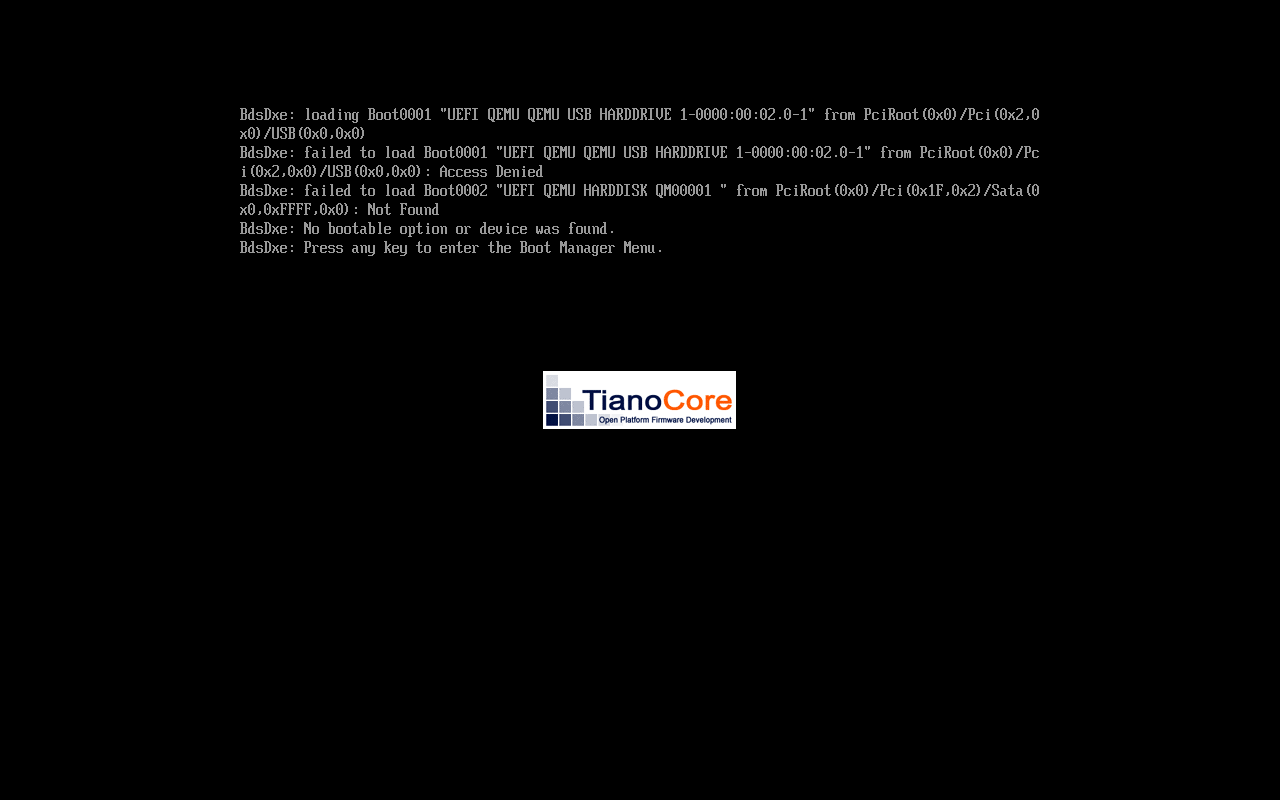 BdsDxe: loading Boot0001 "UEFI QEMU QEMU USB HARDDRIVE 1-0000:00:02.0-1" from PciRoot(0x0)/Pci(0x2,0
x0)/USB(0x0,0x0)
BdsDxe: failed to load Boot0001 "UEFI QEMU QEMU USB HARDDRIVE 1-0000:00:02.0-1" from PciRoot(0x0)/Pc
i(0x2,0x0)/USB(0x0,0x0): Access Denied
BdsDxe: failed to load Boot0002 "UEFI QEMU HARDDISK QM00001 " from PciRoot(0x0)/Pci(0x1F,0x2)/Sata(0
x0,0xFFFF,0x0): Not Found
BdsDxe: No bootable option or device was found.
BdsDxe: Press any key to enter the Boot Manager Menu.
TianoCore
Open Platform Firmware Development